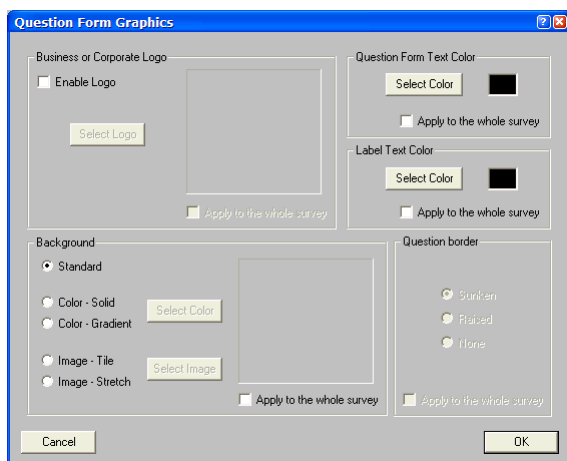 Question Form Graphics
Business or Corporate Logo
Enable Logo
Select Logo
Apply to the whole survey
Question Form Text Color
Select Color
Apply to the whole survey
Label Text Color
Select Color
Apply to the whole survey
Background
Standard
Color - Solid
Color - Gradient
Select Color
Image - Tile
Image - Stretch
Select Image
Apply to the whole survey
Question border
Sunken
Raised
None
Apply to the whole survey
Cancel
OK